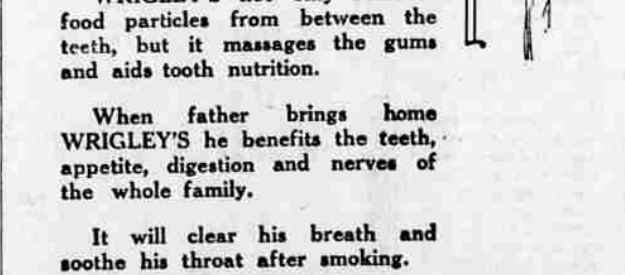 food particles from between the
teeth, but it massages the gums
and aids tooth nutrition.
When father brings home
WRIGLEY'S he benefits the teeth,
appetite, digestion and nerves of
the whole family.
It will clear his breath and
soothe his throat after smoking.